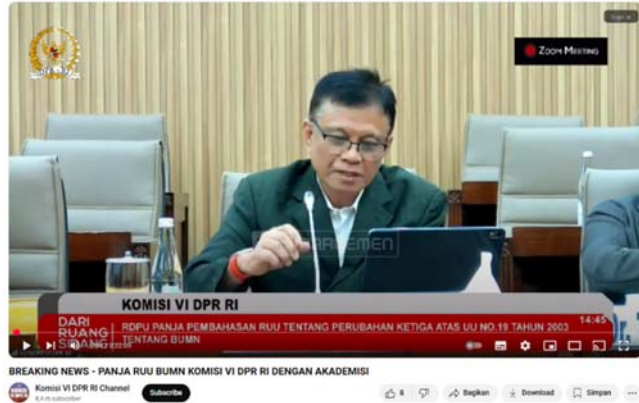 ZOOM MEETING
KOMISI VI DPR RI
DARI
RUANG
SIDANG
RDPU PANJA PEMBAHASAN RUU TENTANG PERUBAHAN KETIGA ATAS UU NO.19 TAHUN 2003
TENTANG BUMN
14:45
BREAKING NEWS - PANJA RUU BUMN KOMISI VI DPR RI DENGAN AKADEMISI
Komisi VI DPR RI Channel
subscriber
Subscribe
8
Bagikan
Download
Simpan